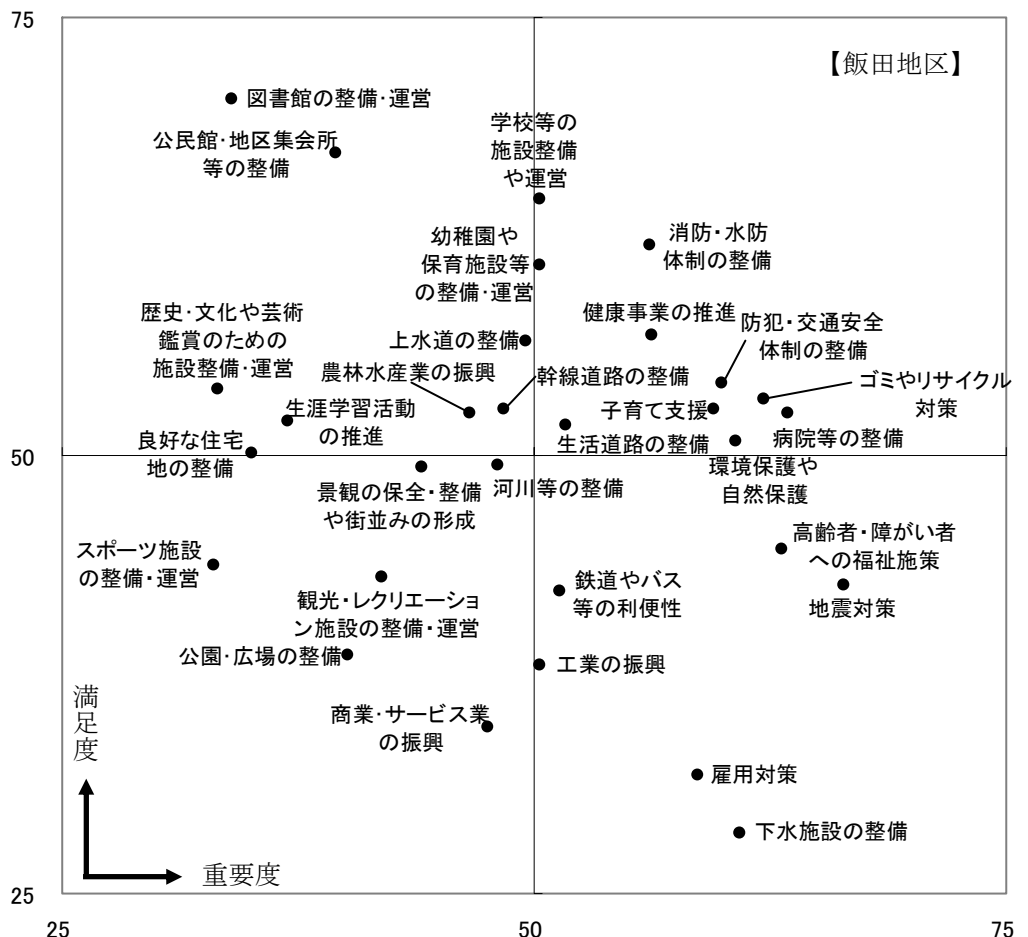 75
【飯田地区】
図書館の整備・運営
公民館・地区集会所
等の整備
学校等の
施設整備
や運営
消防・水防
体制の整備
幼稚園や
保育施設等
の整備・運営
歴史・文化や芸術
鑑賞のための
施設整備・運営
上水道の整備
健康事業の推進
防犯・交通安全
体制の整備
農林水産業の振興
幹線道路の整備
ゴミやリサイクル
対策
生涯学習活動
の推進
子育て支援
生活道路の整備
病院等の整備
良好な住宅
地の整備
50
環境保護や
自然保護
景観の保全・整備
や街並みの形成
河川等の整備
高齢者・障がい者
への福祉施策
スポーツ施設
の整備・運営
鉄道やバス
等の利便性
地震対策
観光・レクリエーショ
ン施設の整備・運営
公園・広場の整備
工業の振興
商業・サービス業
の振興
満足度
雇用対策
下水施設の整備
重要度
25
25
50
75